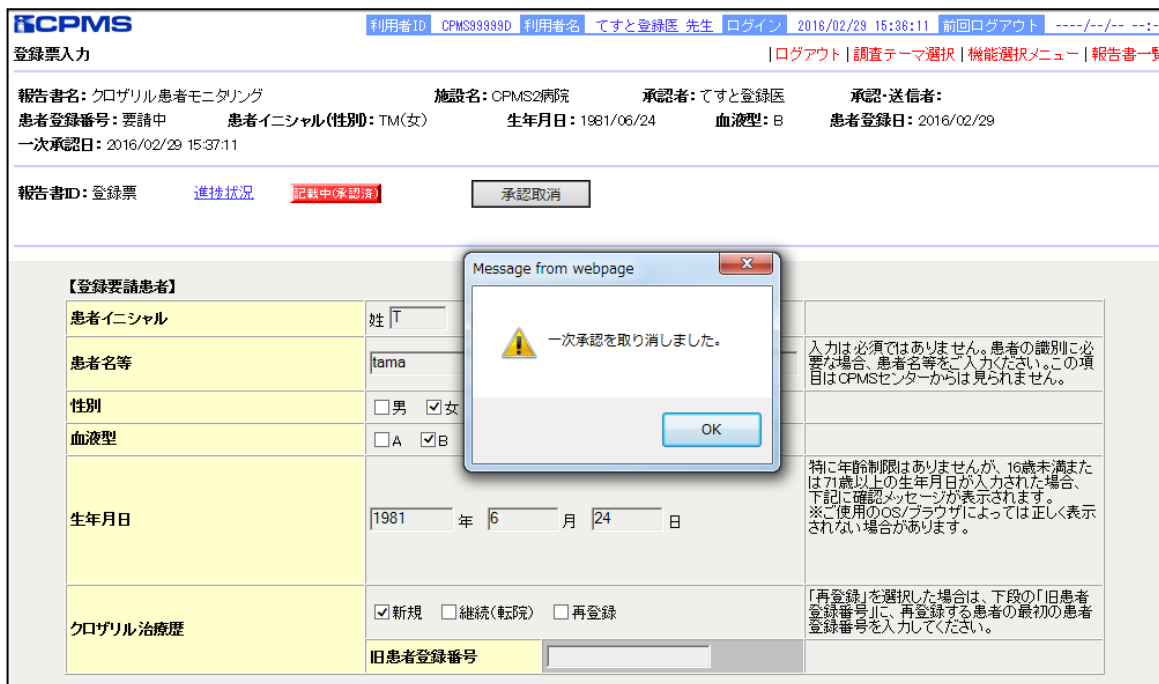 CPMS
利用者ID CPMS99999D 利用者名 てすと登録医 先生 ログイン 2016/02/29 15:36:11 前回ログアウト ----/--/-- --:-
登録票入力
|ログアウト|調査テーマ選択|機能選択メニュー|報告書一覧
報告書名：クロザリル患者モニタリング 施設名：CPMS2病院 承認者：てすと登録医 承認・送信者：
患者登録番号：要請中 患者イニシャル(性別)：TM(女) 生年月日：1981/06/24 血液型：B 患者登録日：2016/02/29
一次承認日：2016/02/29 15:37:11
報告書ID：登録票 進捗状況 記載中(承認済) 承認取消
Message from webpage
一次承認を取り消しました。
OK
【登録要請患者】
患者イニシャル 姓 T
患者名等 tama
入力は必須ではありません。患者の識別に必
要な場合、患者名等をご入力ください。この項
目はCPMSセンターからは見られません。
性別 男 女
血液型 A B
生年月日 1981 年 6 月 24 日
特に年齢制限はありませんが、16歳未満また
は71歳以上の生年月日が入力された場合、
下記に確認メッセージが表示されます。
※ご使用のOS/ブラウザによっては正しく表示
されない場合があります。
クロザリル治療歴 新規 継続(転院) 再登録
「再登録」を選択した場合は、下段の「旧患者
登録番号」に、再登録する患者の最初の患者
登録番号を入力してください。
旧患者登録番号